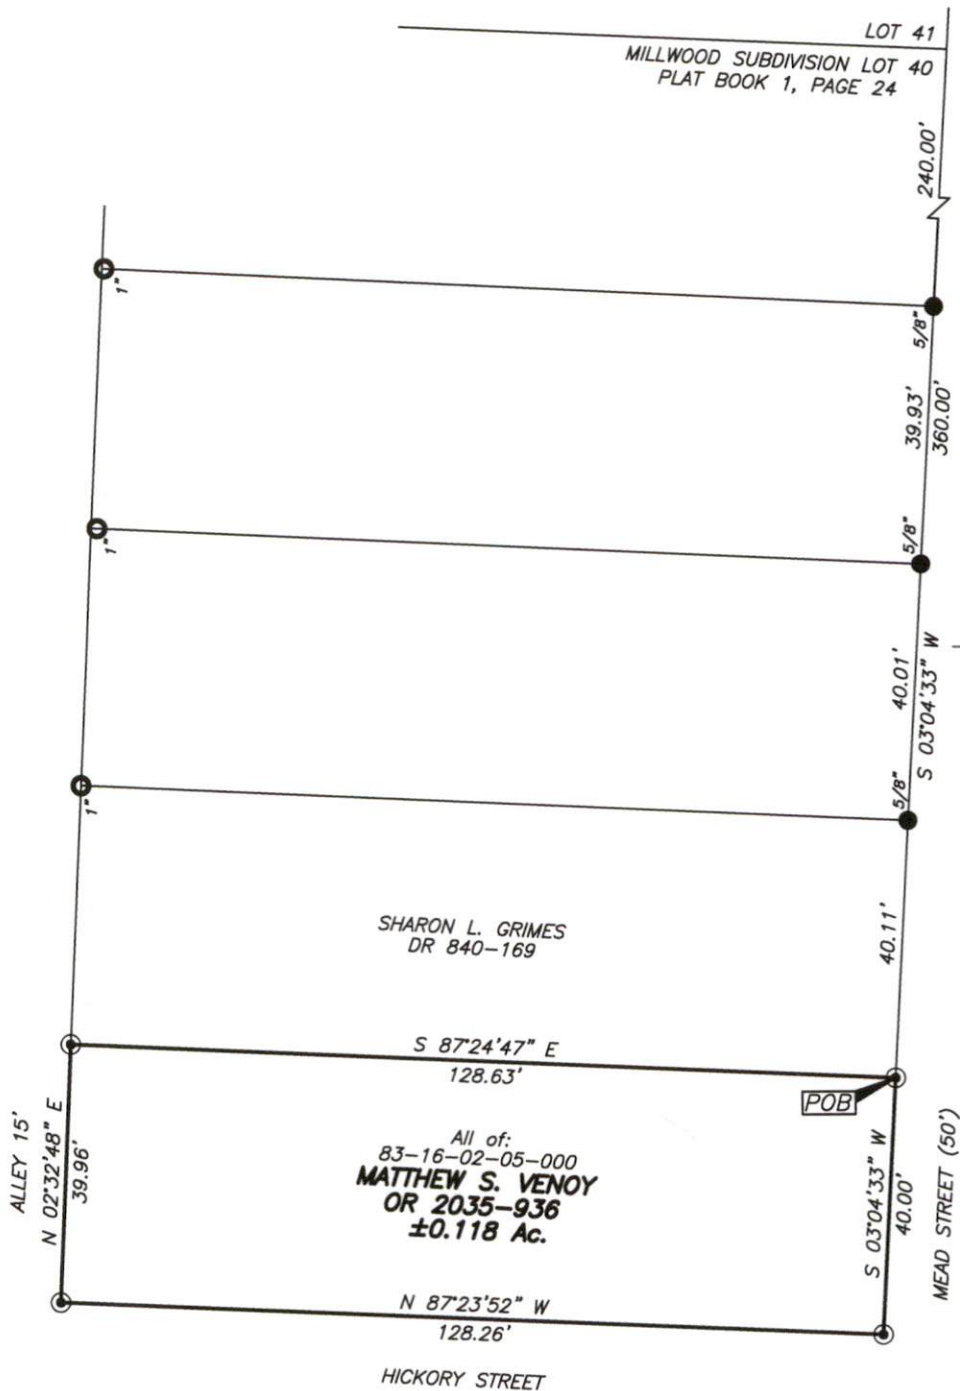 LOT 41
MILLWOOD SUBDIVISION LOT 40
PLAT BOOK 1, PAGE 24
240.00'
1"
5/8"
39.93'
360.00'
1"
5/8"
40.01'
S 03°04'33" W
1"
5/8"
SHARON L. GRIMES
DR 840-169
40.11'
S 87°24'47" E
128.63'
POB
ALLEY 15'
N 02°32'48" E
39.96'
All of:
83-16-02-05-000
MATTHEW S. VENOY
OR 2035-936
±0.118 Ac.
S 03°04'33" W
40.00'
MEAD STREET (50')
N 87°23'52" W
128.26'
HICKORY STREET